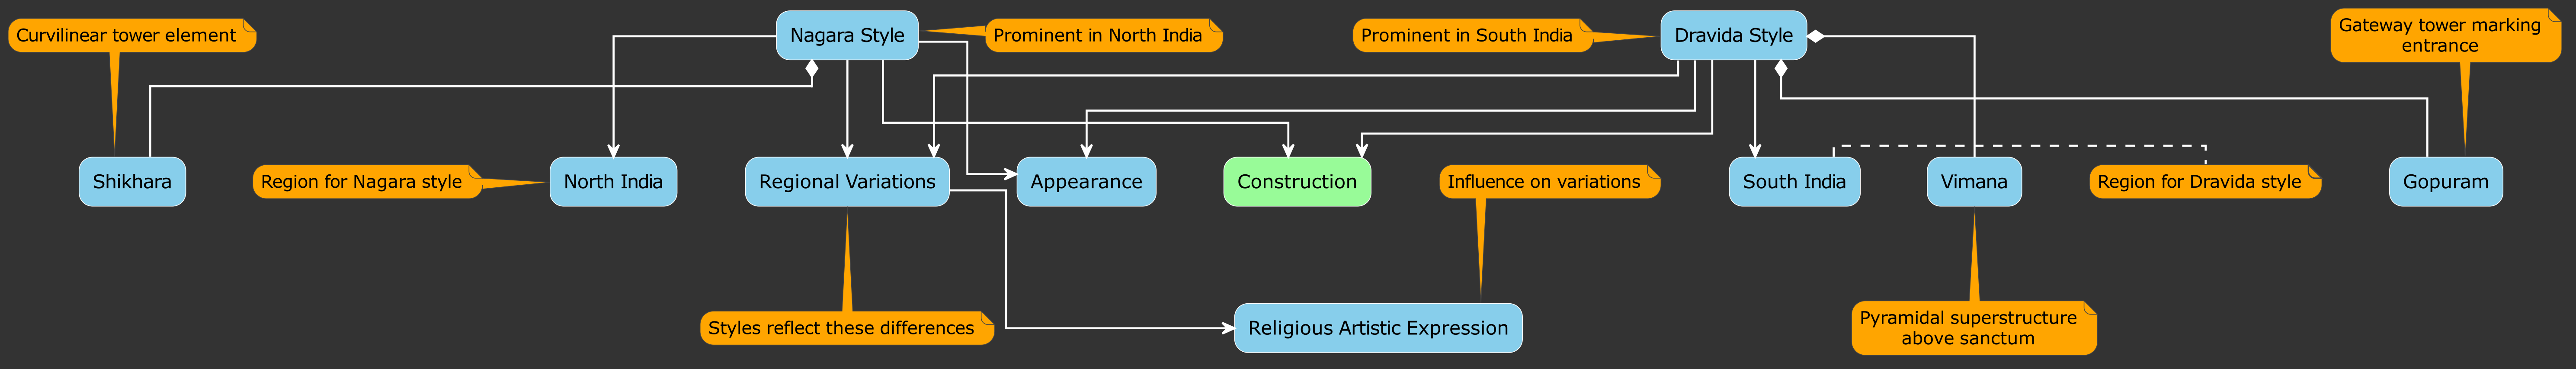 Curvilinear tower element
Nagara Style
Prominent in North India
Prominent in South India
Dravida Style
Gateway tower marking
entrance
Shikhara
Region for Nagara style
North India
Regional Variations
Appearance
Construction
Influence on variations
South India
Vimana
Region for Dravida style
Gopuram
Styles reflect these differences
Religious Artistic Expression
Pyramidal superstructure
above sanctum